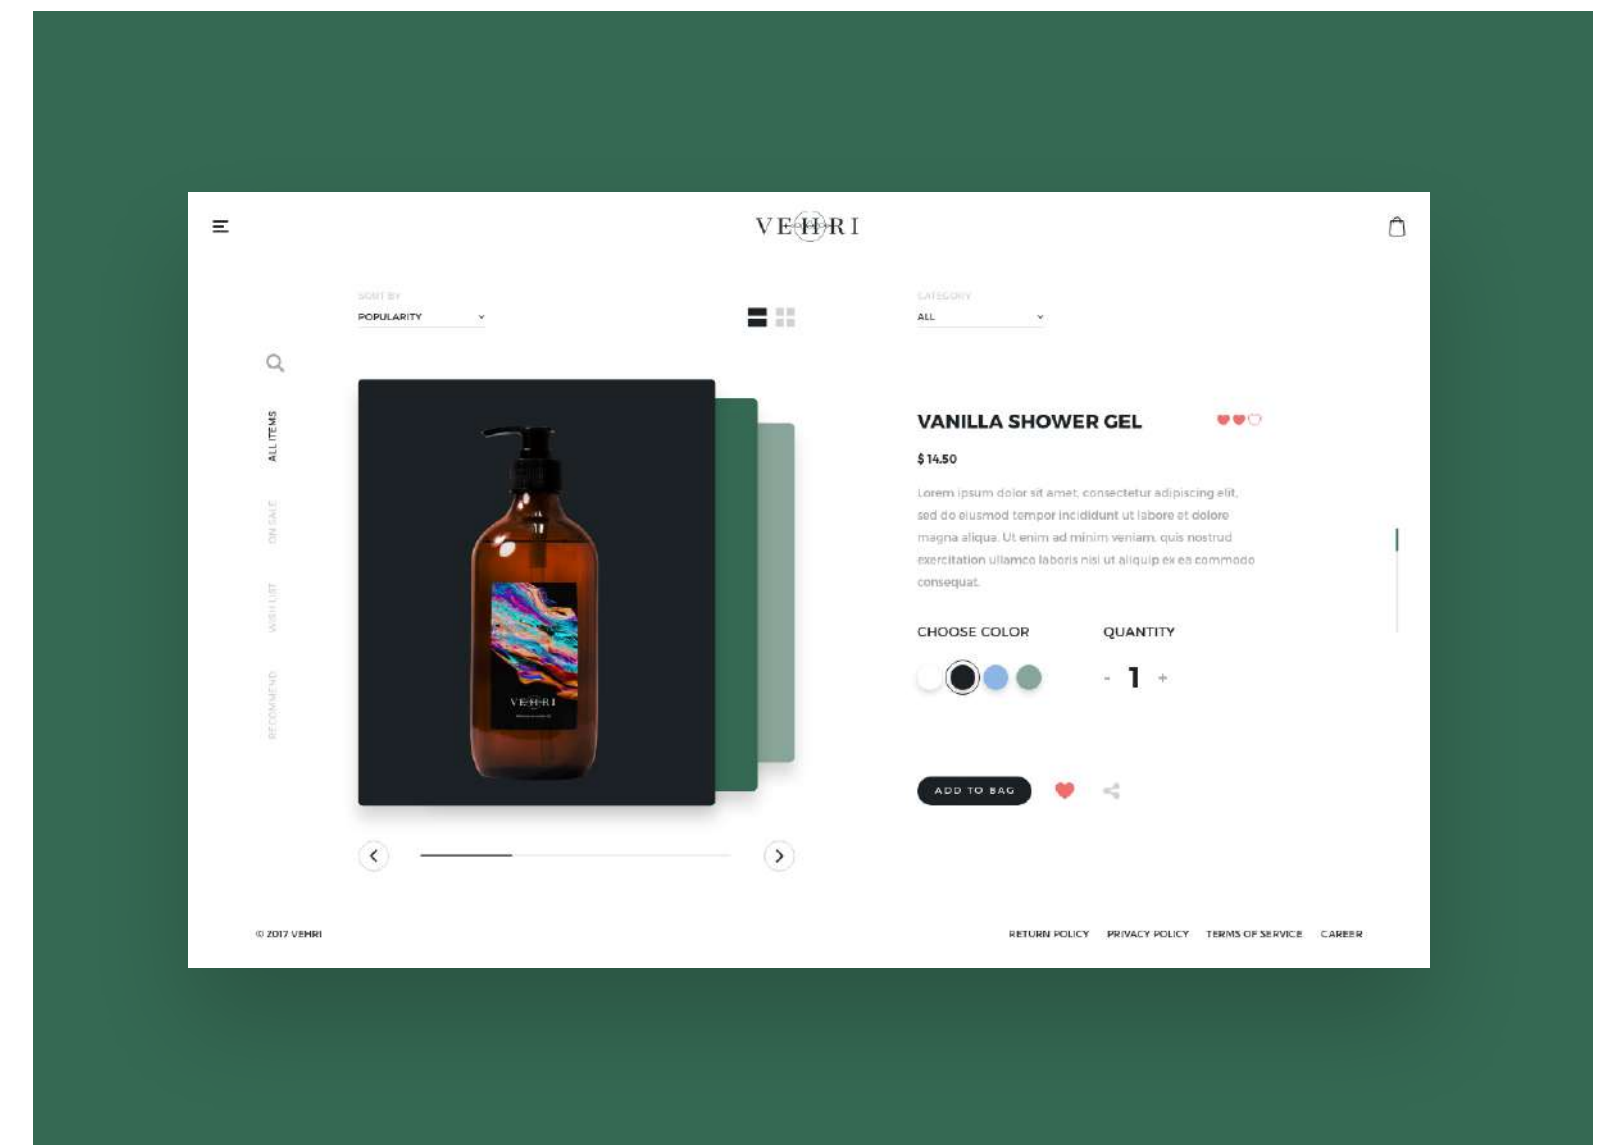 VEHRI
SORT BY
POPULARITY
CATEGORY
ALL
ALL ITEMS
ON SALE
WISH LIST
RECOMMEND
VEHRI
VANILLA SHOWER GEL
$ 14.50
Lorem ipsum dolor sit amet, consectetur adipiscing elit,
sed do eiusmod tempor incididunt ut labore et dolore
magna aliqua. Ut enim ad minim veniam, quis nostrud
exercitation ullamco laboris nisi ut aliquip ex ea commodo
consequat.
CHOOSE COLOR
QUANTITY
- 1 +
ADD TO BAG
© 2017 VEHRI
RETURN POLICY PRIVACY POLICY TERMS OF SERVICE CAREER